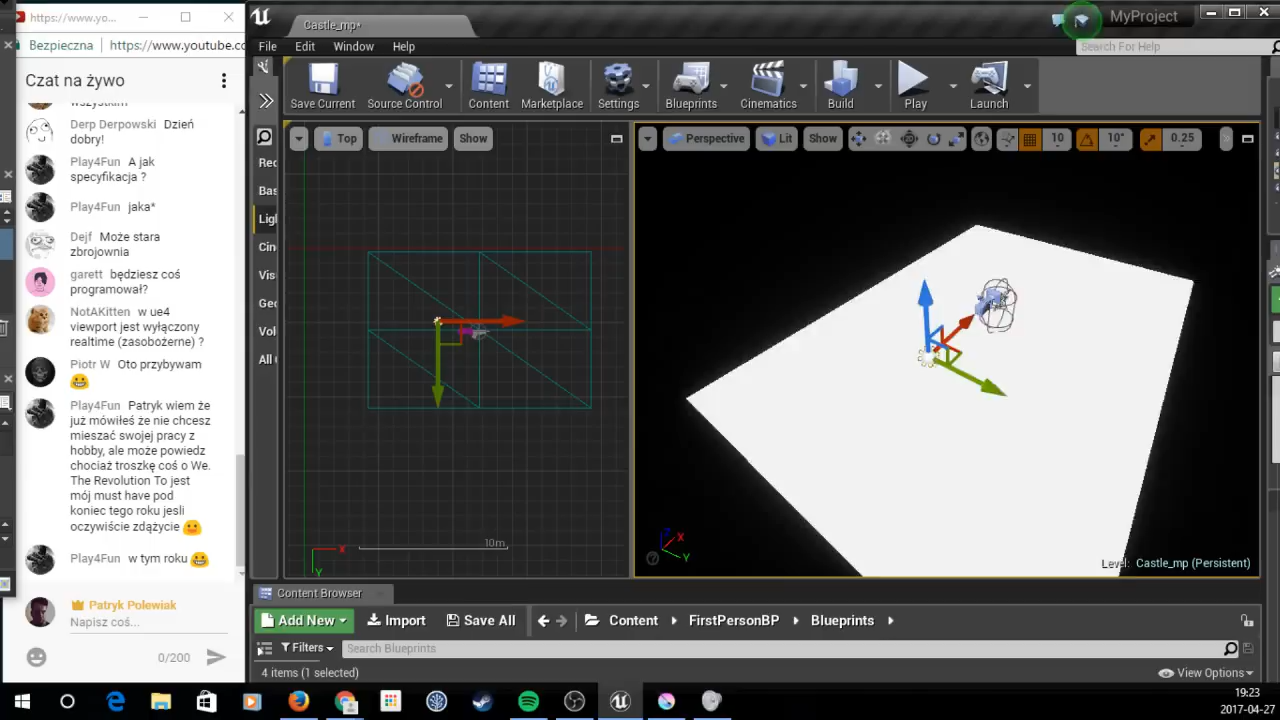 https://www.yo...
Bezpieczna
https://www.youtube.co
Czat na żywo
wszystkim
Derp Derpowski Dzień
dobry!
Play4Fun A jak
specyfikacja ?
Play4Fun jaka*
Dejf Może stara
zbrojownia
garett będziesz coś
programował?
NotAKitten w ue4
viewport jest wyłączony
realtime (zasobożerne) ?
Piotr W Oto przybywam
Play4Fun Patryk wiem że
już mówiłeś że nie chcesz
mieszać swojej pracy z
hobby, ale może powiedz
chociaż troszkę coś o We.
The Revolution To jest
mój must have pod
koniec tego roku jesli
oczywiście zdążycie
Play4Fun w tym roku
Patryk Polewiak
Napisz coś...
0/200
Castle_mp*
MyProject
File Edit Window Help
Search For Help
Save Current
Source Control
Content
Marketplace
Settings
Blueprints
Cinematics
Build
Play
Launch
Top
Wireframe
Show
Perspective
Lit
Show
10
10°
0.25
Rec
Bas
Ligh
Cin
Vis
Geo
Vol
All
X
Y
10m
Z
X
Y
Level: Castle_mp (Persistent)
Content Browser
Add New
Import
Save All
Content
FirstPersonBP
Blueprints
Filters
Search Blueprints
4 items (1 selected)
View Options
19:23
2017-04-27